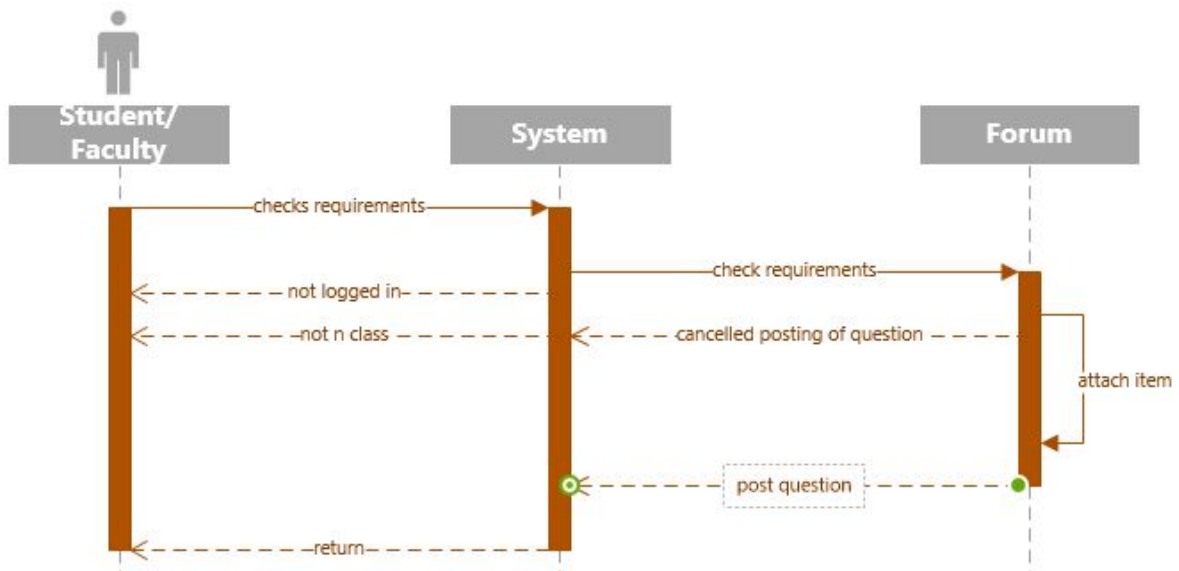 Student/
Faculty
System
Forum
checks requirements
check requirements
not logged in
not n class
cancelled posting of question
attach item
post question
return